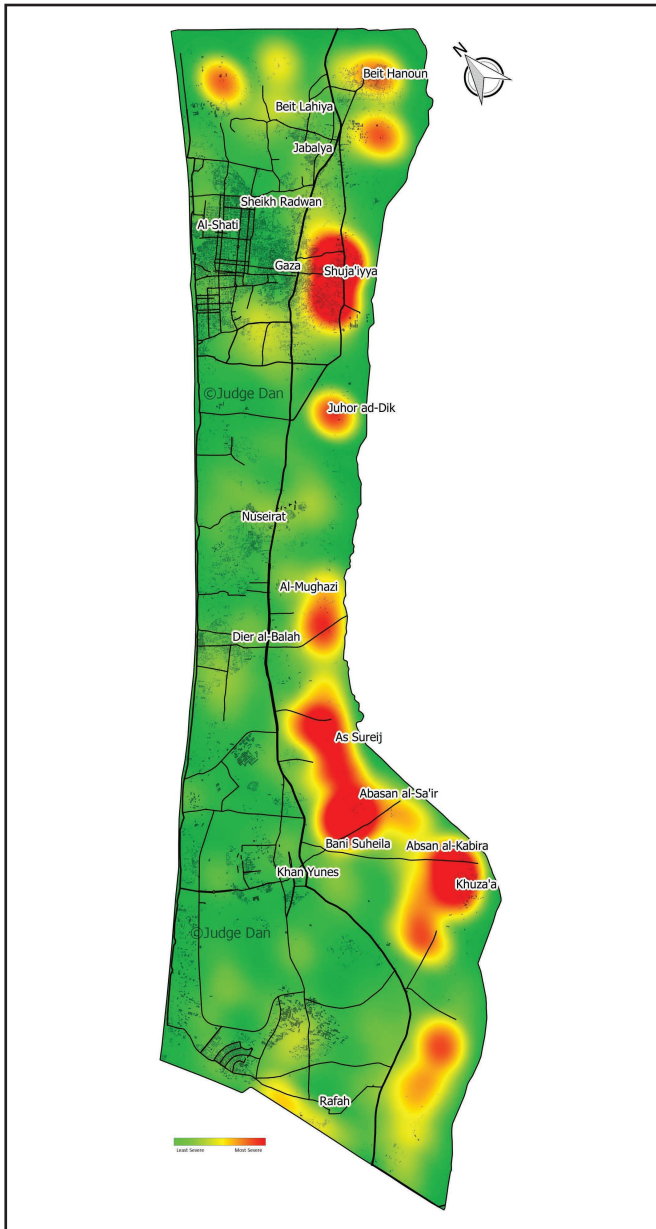 N
Beit Hanoun
Beit Lahiya
Jabalya
Sheikh Radwan
Al-Shati
Gaza
Shuja'iyya
©Judge Dan
Juhor ad-Dik
Nuseirat
Al-Mughazi
Dier al-Balah
As Sureij
Abasan al-Sa'ir
Bani Suheila
Absan al-Kabira
Khan Yunes
Khuza'a
©Judge Dan
Rafah
Least Severe
Most Severe